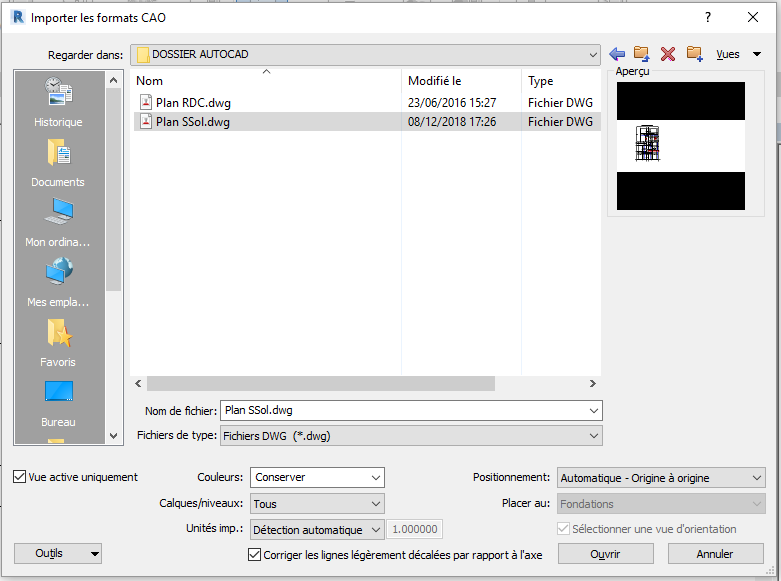 Importer les formats CAO
?
Regarder dans: DOSSIER AUTOCAD Vues
Aperçu
Nom Modifié le Type
Plan RDC.dwg 23/06/2016 15:27 Fichier DWG
Plan SSol.dwg 08/12/2018 17:26 Fichier DWG
Historique
Documents
Mon ordina...
Mes empla...
Favoris
Bureau
Nom de fichier: Plan SSol.dwg
Fichiers de type: Fichiers DWG (*.dwg)
Vue active uniquement Couleurs: Conserver Positionnement: Automatique - Origine à origine
Calques/niveaux: Tous Placer au: Fondations
Unités imp.: Détection automatique 1.000000 Sélectionner une vue d'orientation
Outils Corriger les lignes légèrement décalées par rapport à l'axe Ouvrir Annuler